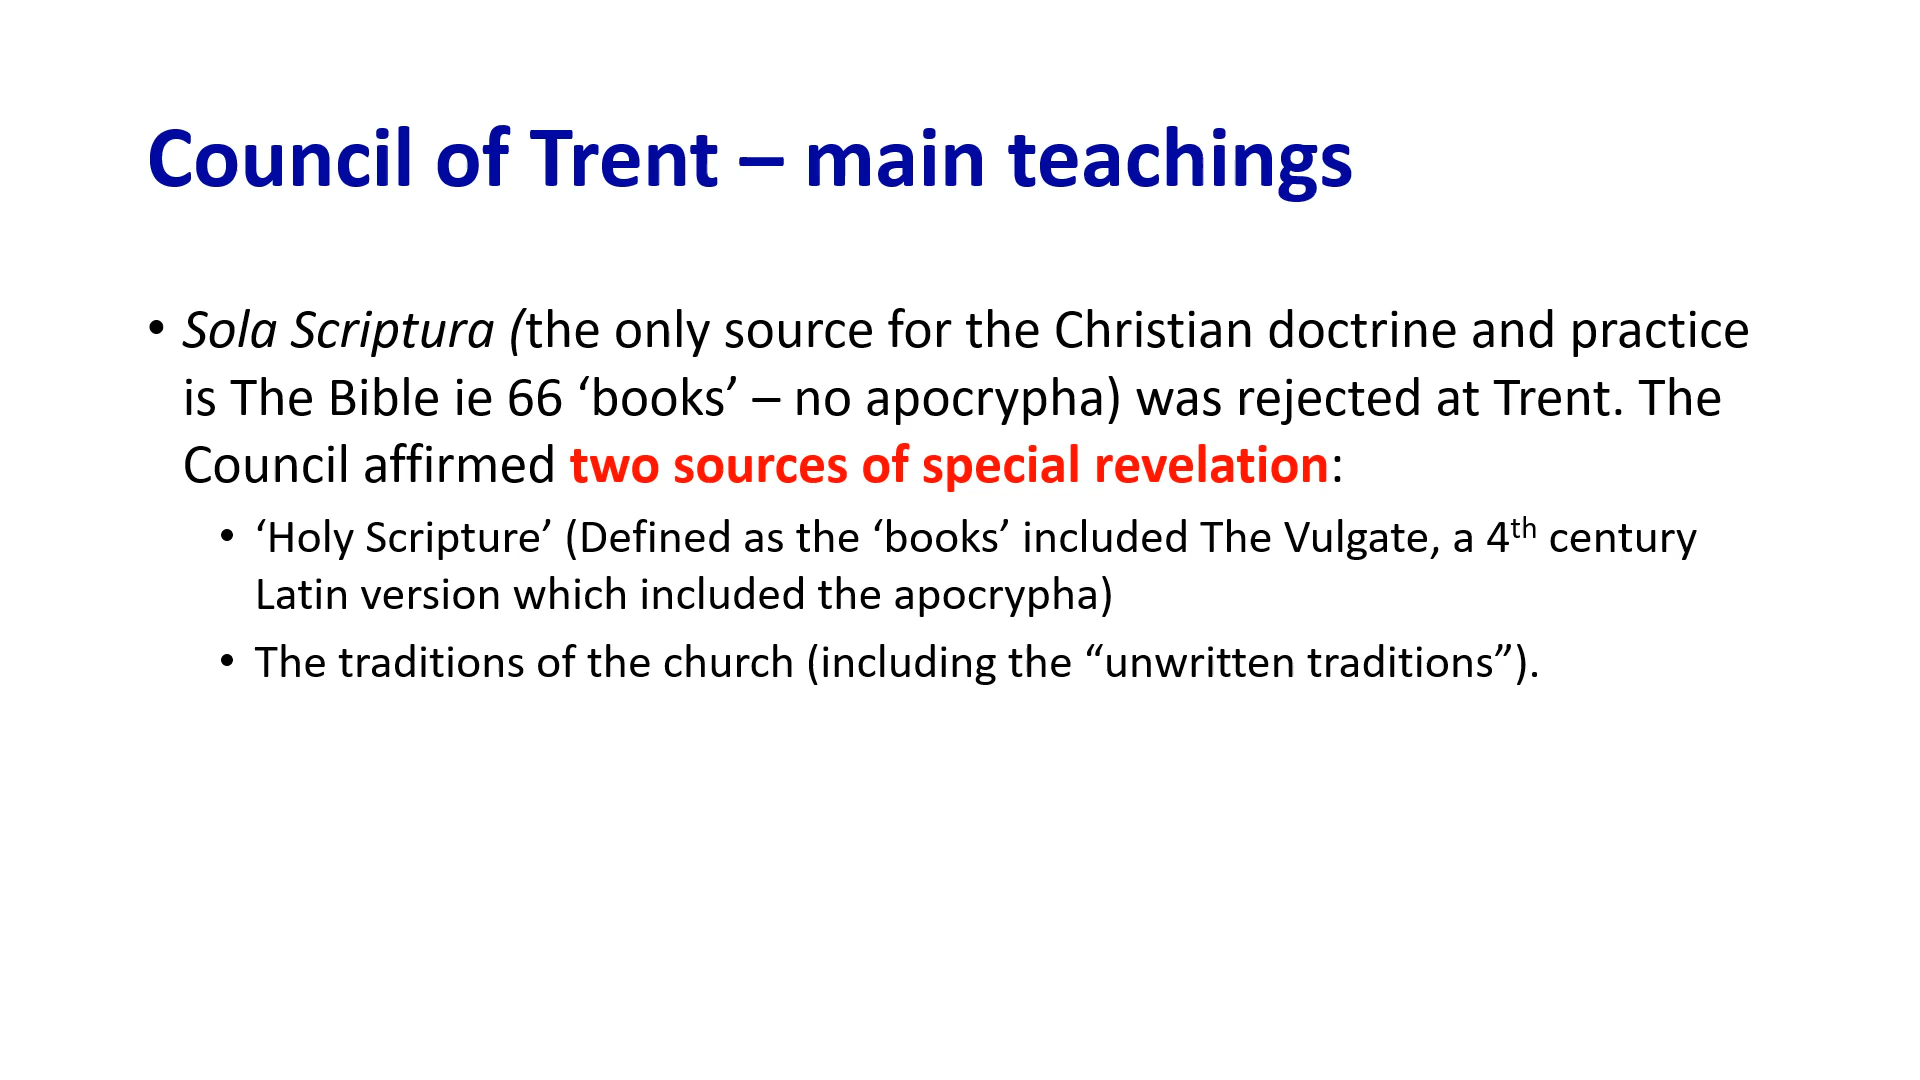 Council of Trent – main teachings
• Sola Scriptura (the only source for the Christian doctrine and practice
is The Bible ie 66 ‘books’ – no apocrypha) was rejected at Trent. The
Council affirmed two sources of special revelation:
• ‘Holy Scripture’ (Defined as the ‘books’ included The Vulgate, a 4th century
Latin version which included the apocrypha)
• The traditions of the church (including the “unwritten traditions”).